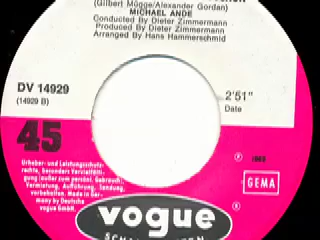 (Gilbert Mügge/Alexander Gordan)
MICHAEL ANDE
Conducted By Dieter Zimmermann
Produced By Dieter Zimmermann
Arranged By Hans Hammerschmid
DV 14929
(14929 B)
2'51"
Date
45
Urheber- und Leistungsschutz-
rechte, besonders Vervielfälti-
gung (außer zum persönl. Gebrauch),
Vermietung, Aufführung, Sendung,
vorbehalten. Made in Ger-
many by Deutsche
vogue GmbH.
P
GEMA
vogue